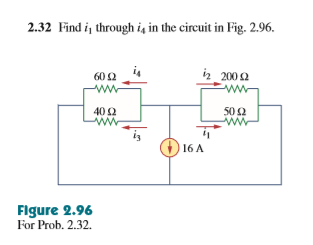 2.32 Find i₁ through i₄ in the circuit in Fig. 2.96.
60 Ω i₄ i₂ 200 Ω
40 Ω 50 Ω
i₃ i₁
16 A
Figure 2.96
For Prob. 2.32.